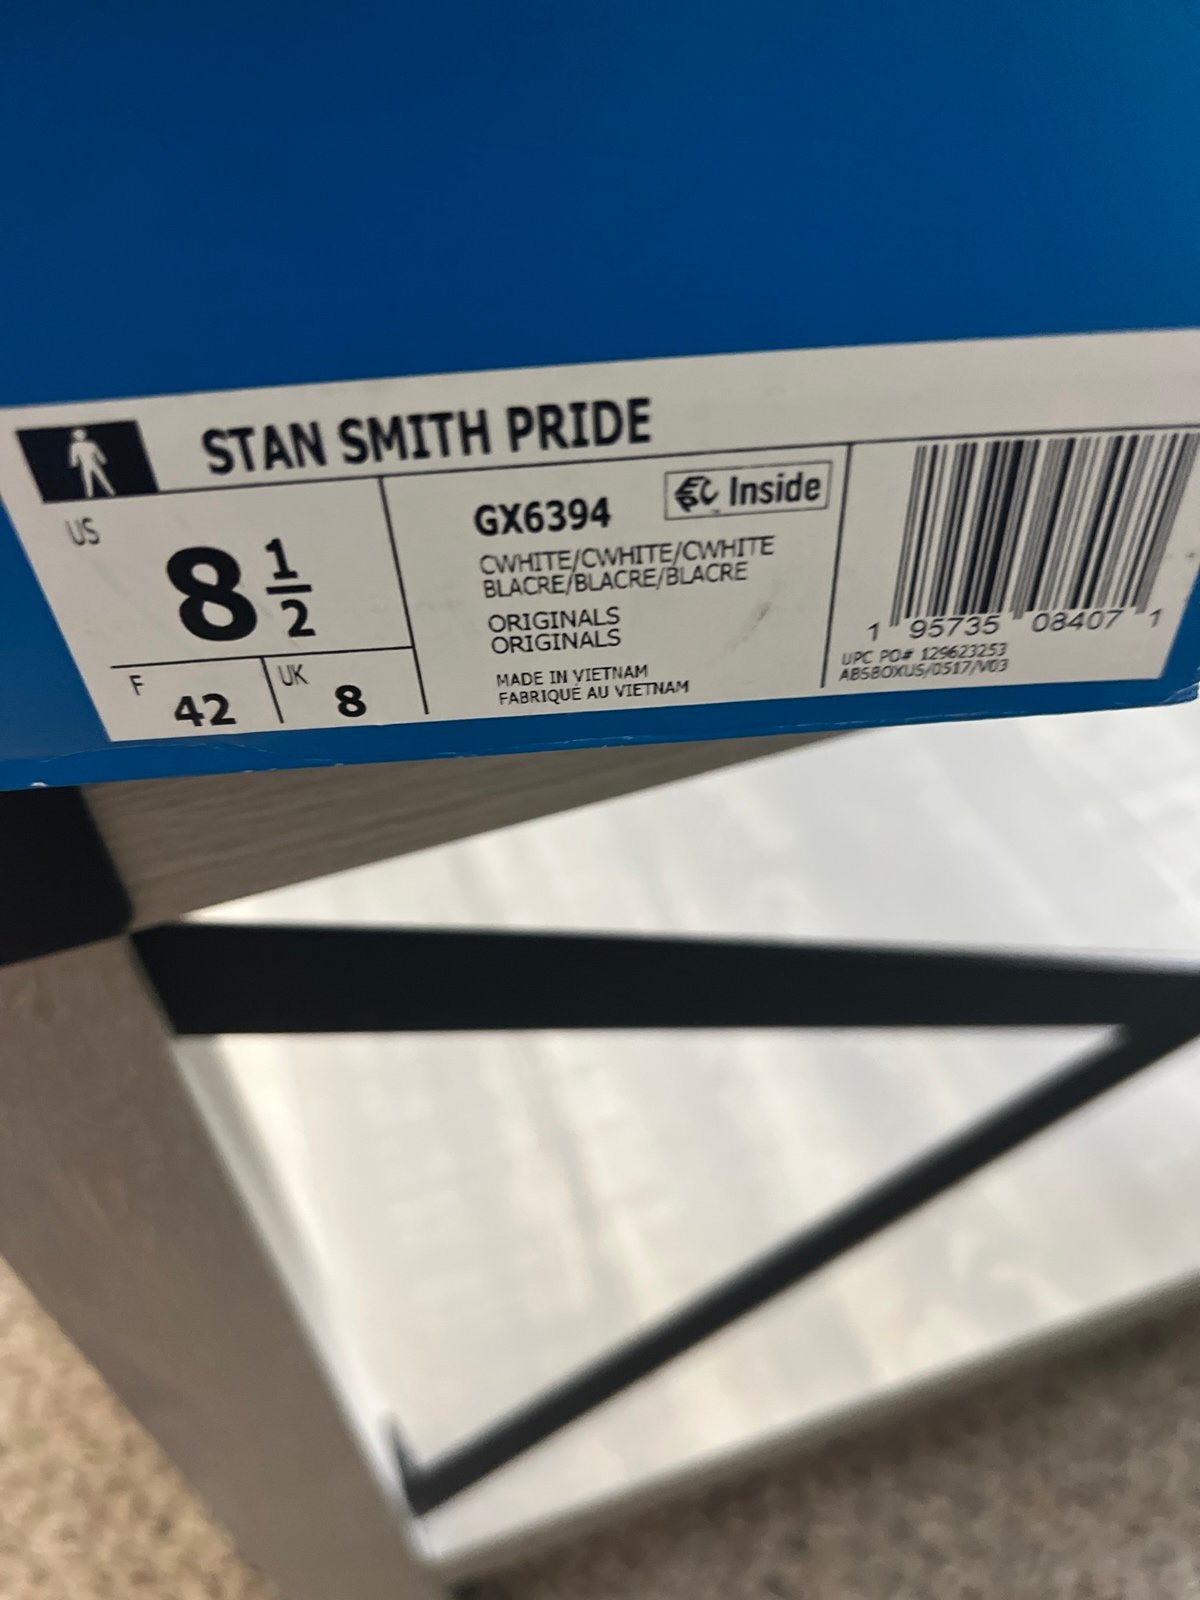 STAN SMITH PRIDE
US
8 1/2
F 42
UK 8
GX6394
Inside
CWHITE/CWHITE/CWHITE
BLACRE/BLACRE/BLACRE
ORIGINALS
ORIGINALS
MADE IN VIETNAM
FABRIQUÉ AU VIETNAM
1 95735 08407 1
UPC PO# 129623253
ABSBOXUS/0517/V03